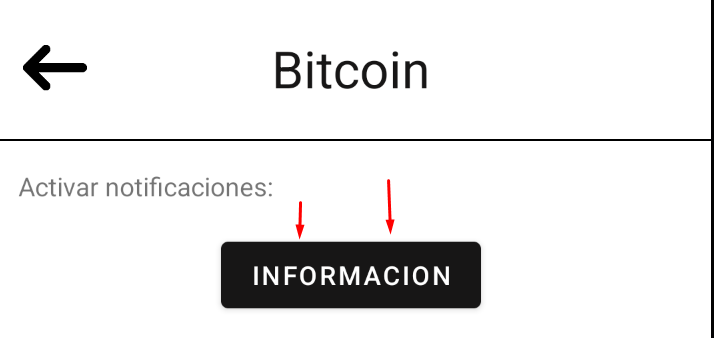 Bitcoin
Activar notificaciones:
INFORMACION